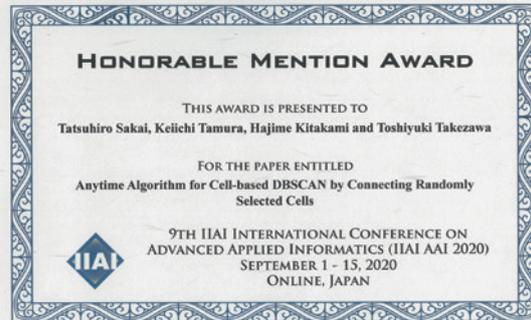 HONORABLE MENTION AWARD
THIS AWARD IS PRESENTED TO
Tatsuhiro Sakai, Keiichi Tamura, Hajime Kitakami and Toshiyuki Takezawa
FOR THE PAPER ENTITLED
Anytime Algorithm for Cell-based DBSCAN by Connecting Randomly
Selected Cells
9TH IIAI INTERNATIONAL CONFERENCE ON
ADVANCED APPLIED INFORMATICS (IIAI AAI 2020)
SEPTEMBER 1 - 15, 2020
ONLINE, JAPAN
IIAI